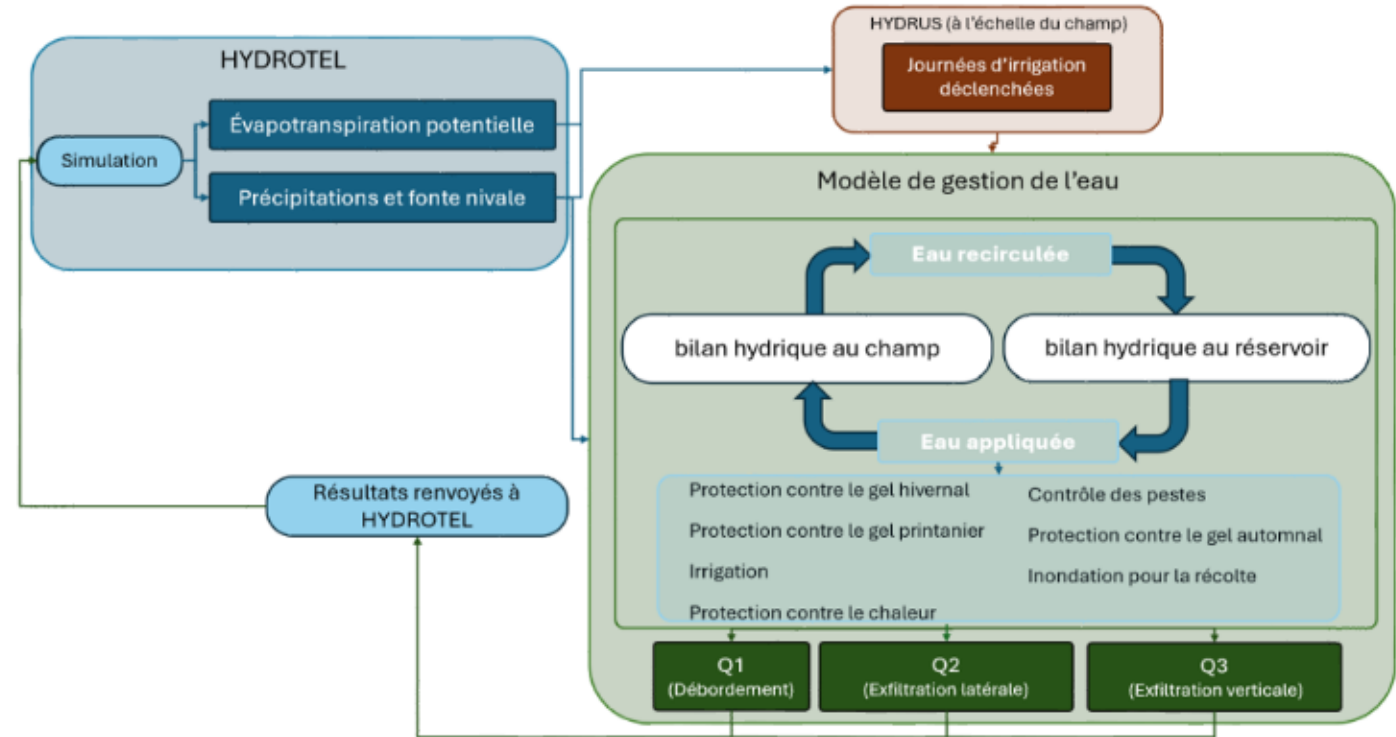 HYDROTEL
Simulation
Évapotranspiration potentielle
Précipitations et fonte nivale
HYDRUS (à l'échelle du champ)
Journées d'irrigation
déclenchées
Modèle de gestion de l'eau
Eau recirculée
bilan hydrique au champ
bilan hydrique au réservoir
Eau appliquée
Protection contre le gel hivernal
Protection contre le gel printanier
Irrigation
Protection contre le chaleur
Contrôle des pestes
Protection contre le gel automnal
Inondation pour la récolte
Q1
(Débordement)
Q2
(Exfiltration latérale)
Q3
(Exfiltration verticale)
Résultats renvoyés à
HYDROTEL